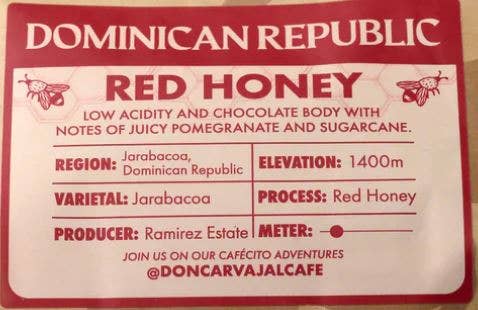 DOMINICAN REPUBLIC
RED HONEY
LOW ACIDITY AND CHOCOLATE BODY WITH
NOTES OF JUICY POMEGRANATE AND SUGARCANE.
REGION: Jarabacoa,
Dominican Republic
ELEVATION: 1400m
VARIETAL: Jarabacoa
PROCESS: Red Honey
PRODUCER: Ramirez Estate
METER:
JOIN US ON OUR CAFÉCITO ADVENTURES
@DONCARVAJALCAFE